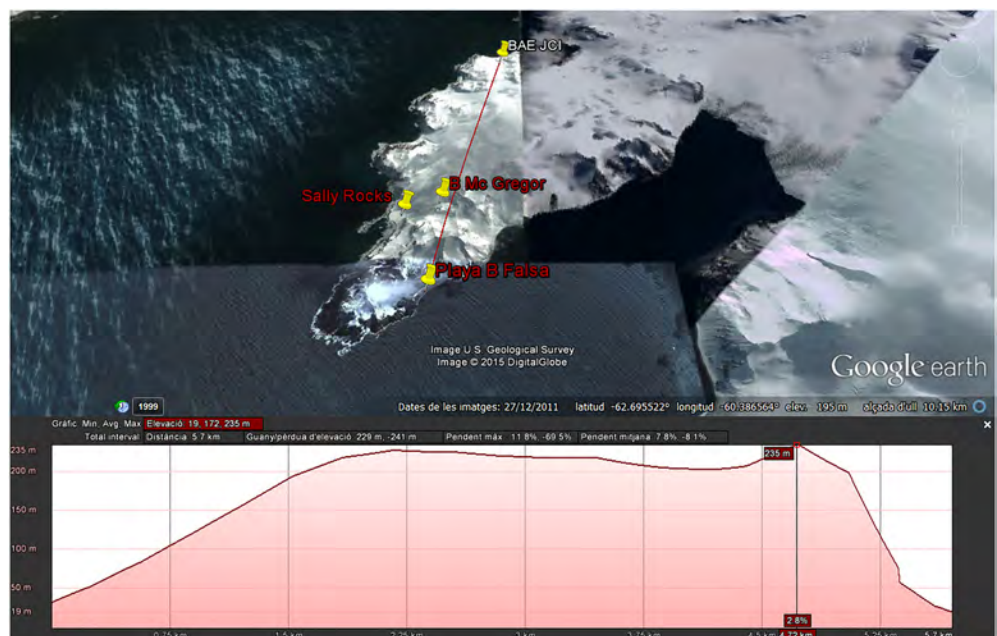 BAE JCI
B Mc Gregor
Sally Rocks
Playa B Falsa
Image U.S. Geological Survey
Image © 2015 DigitalGlobe
Google earth
1999
Dates de les imatges: 27/12/2011 latitud -62.695522° longitud -60.386564° elev. 195 m alçada d'ull 10.15 km
Gràfic Min. Avg Max Elevació 19, 172, 235 m
Total interval Distància 5.7 km Guany/pèrdua d'elevació 229 m, -241 m Pendent máx 11.8%, -69.5% Pendent mitjana 7.8%, -8.1%
235 m
235 m
200 m
150 m
100 m
50 m
19 m
2.8%
0.75 km 1.5 km 2.25 km 3 km 3.75 km 4.5 km 4.72 km 5.25 km 5.7 km